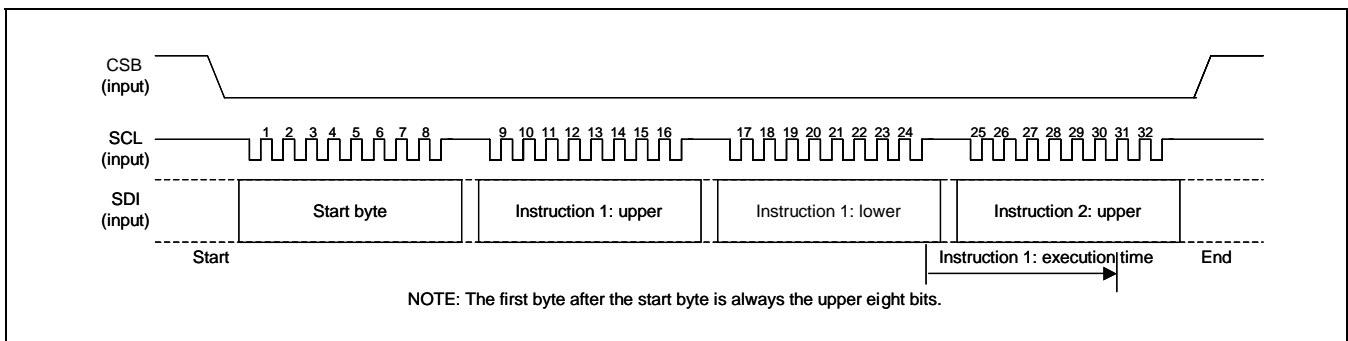 CSB
(input)
SCL
(input)
1 2 3 4 5 6 7 8 9 10 11 12 13 14 15 16 17 18 19 20 21 22 23 24 25 26 27 28 29 30 31 32
SDI
(input)
Start byte Instruction 1: upper Instruction 1: lower Instruction 2: upper
Start Instruction 1: execution time End
NOTE: The first byte after the start byte is always the upper eight bits.